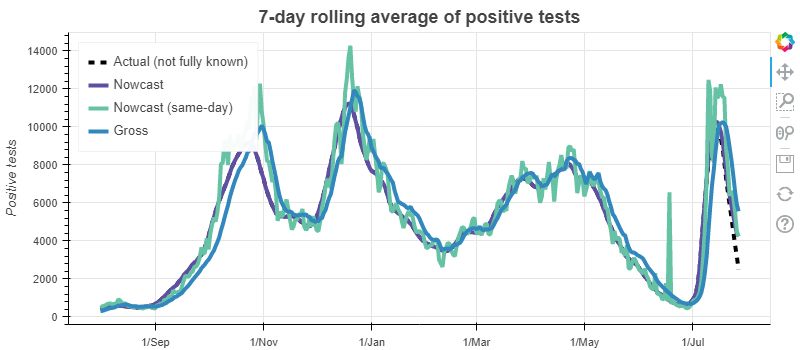 7-day rolling average of positive tests
14000
12000
10000
8000
6000
4000
2000
0
Positive tests
Actual (not fully known)
Nowcast
Nowcast (same-day)
Gross
1/Sep 1/Nov 1/Jan 1/Mar 1/May 1/Jul